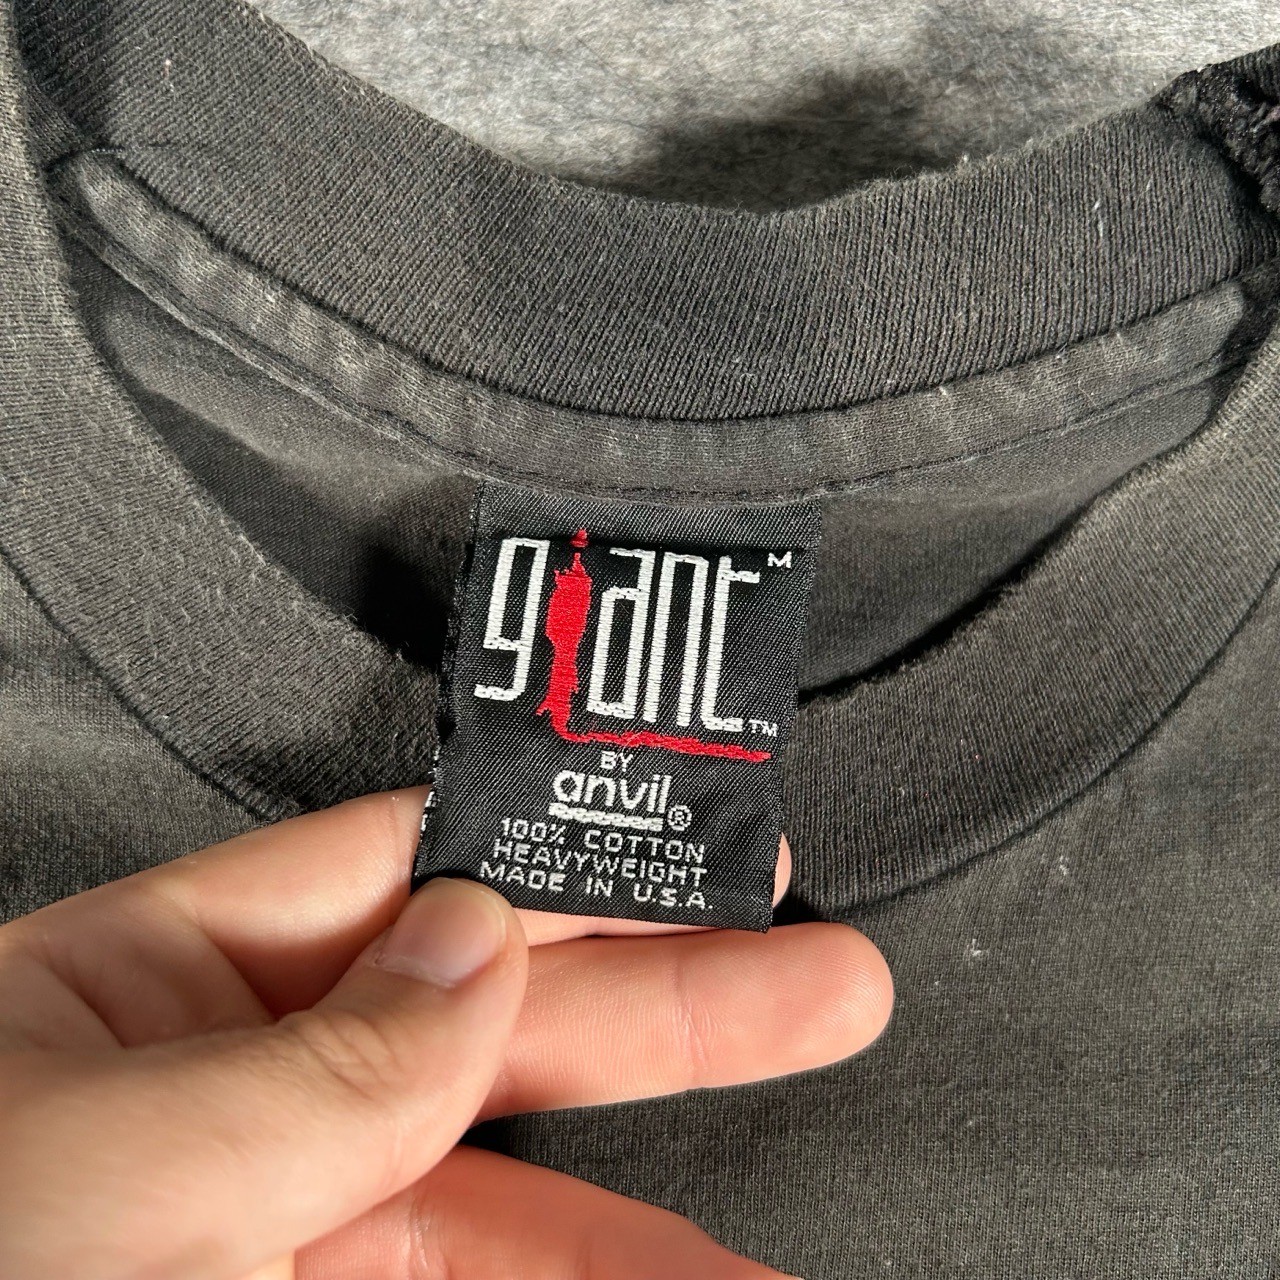 giant™ M
BY
anvil®
100% COTTON
HEAVYWEIGHT
MADE IN U.S.A.